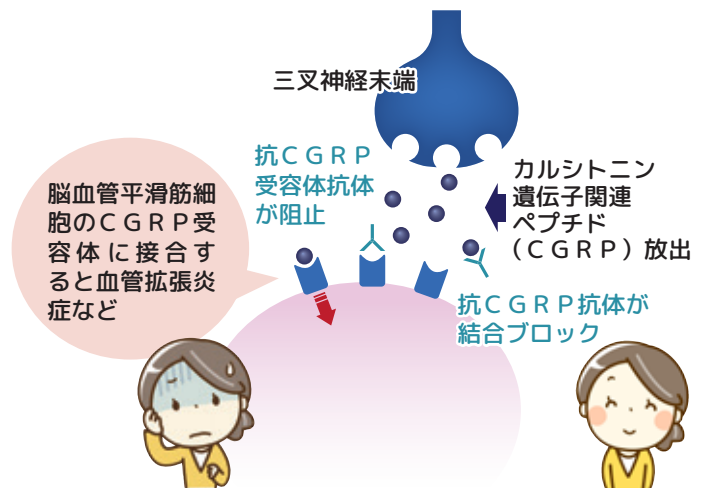 三叉神経末端
抗ＣＧＲＰ
受容体抗体
が阻止
カルシトニン
遺伝子関連
ペプチド
（ＣＧＲＰ）放出
脳血管平滑筋細
胞のＣＧＲＰ受
容体に接合す
ると血管拡張炎
症など
抗ＣＧＲＰ抗体が
結合ブロック